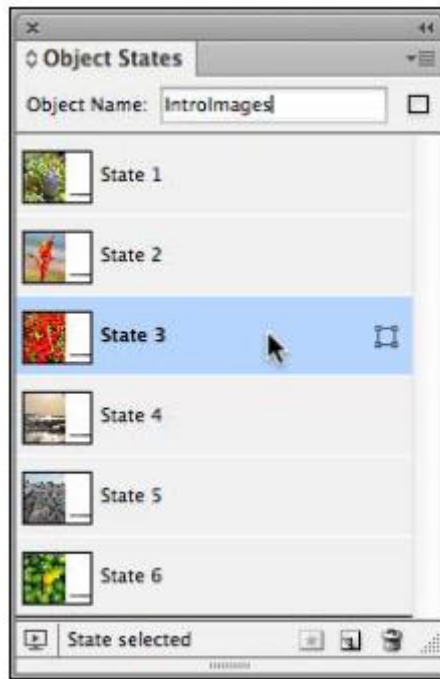 Object States
Object Name: IntroImages
State 1
State 2
State 3
State 4
State 5
State 6
State selected